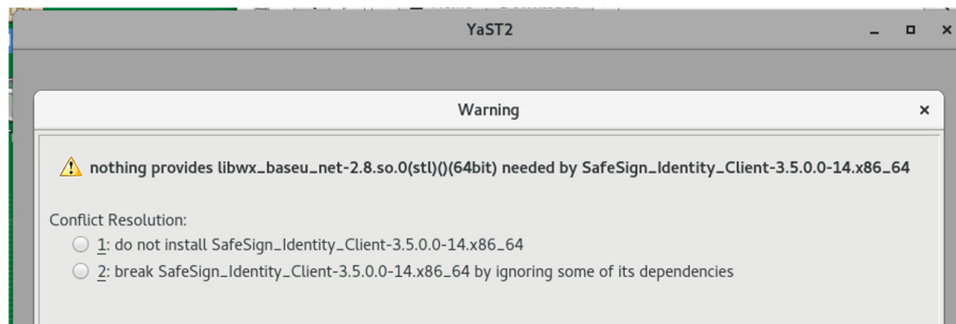 YaST2
Warning
nothing provides libwx_baseu_net-2.8.so.0(stl)()(64bit) needed by SafeSign_Identity_Client-3.5.0.0-14.x86_64
Conflict Resolution:
1: do not install SafeSign_Identity_Client-3.5.0.0-14.x86_64
2: break SafeSign_Identity_Client-3.5.0.0-14.x86_64 by ignoring some of its dependencies